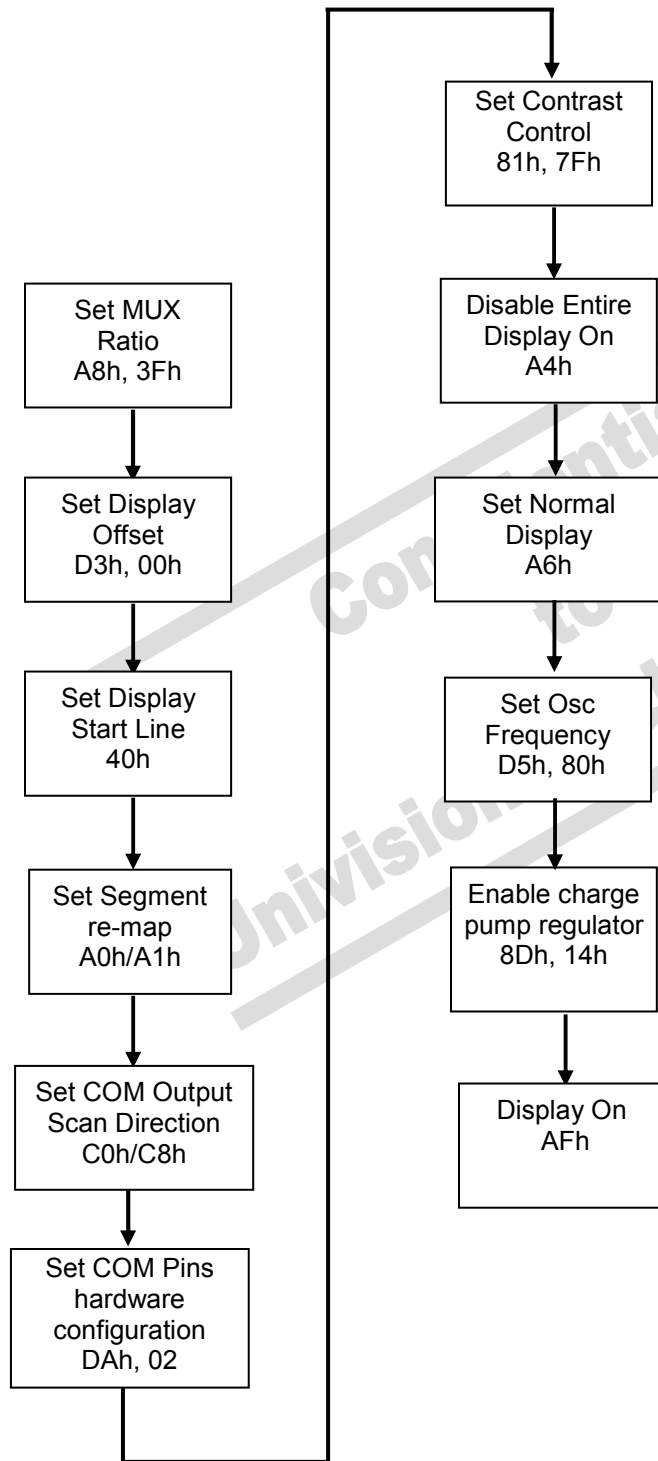 Set MUX
Ratio
A8h, 3Fh
Set Display
Offset
D3h, 00h
Set Display
Start Line
40h
Set Segment
re-map
A0h/A1h
Set COM Output
Scan Direction
C0h/C8h
Set COM Pins
hardware
configuration
DAh, 02
Set Contrast
Control
81h, 7Fh
Disable Entire
Display On
A4h
Set Normal
Display
A6h
Set Osc
Frequency
D5h, 80h
Enable charge
pump regulator
8Dh, 14h
Display On
AFh
to
Univision